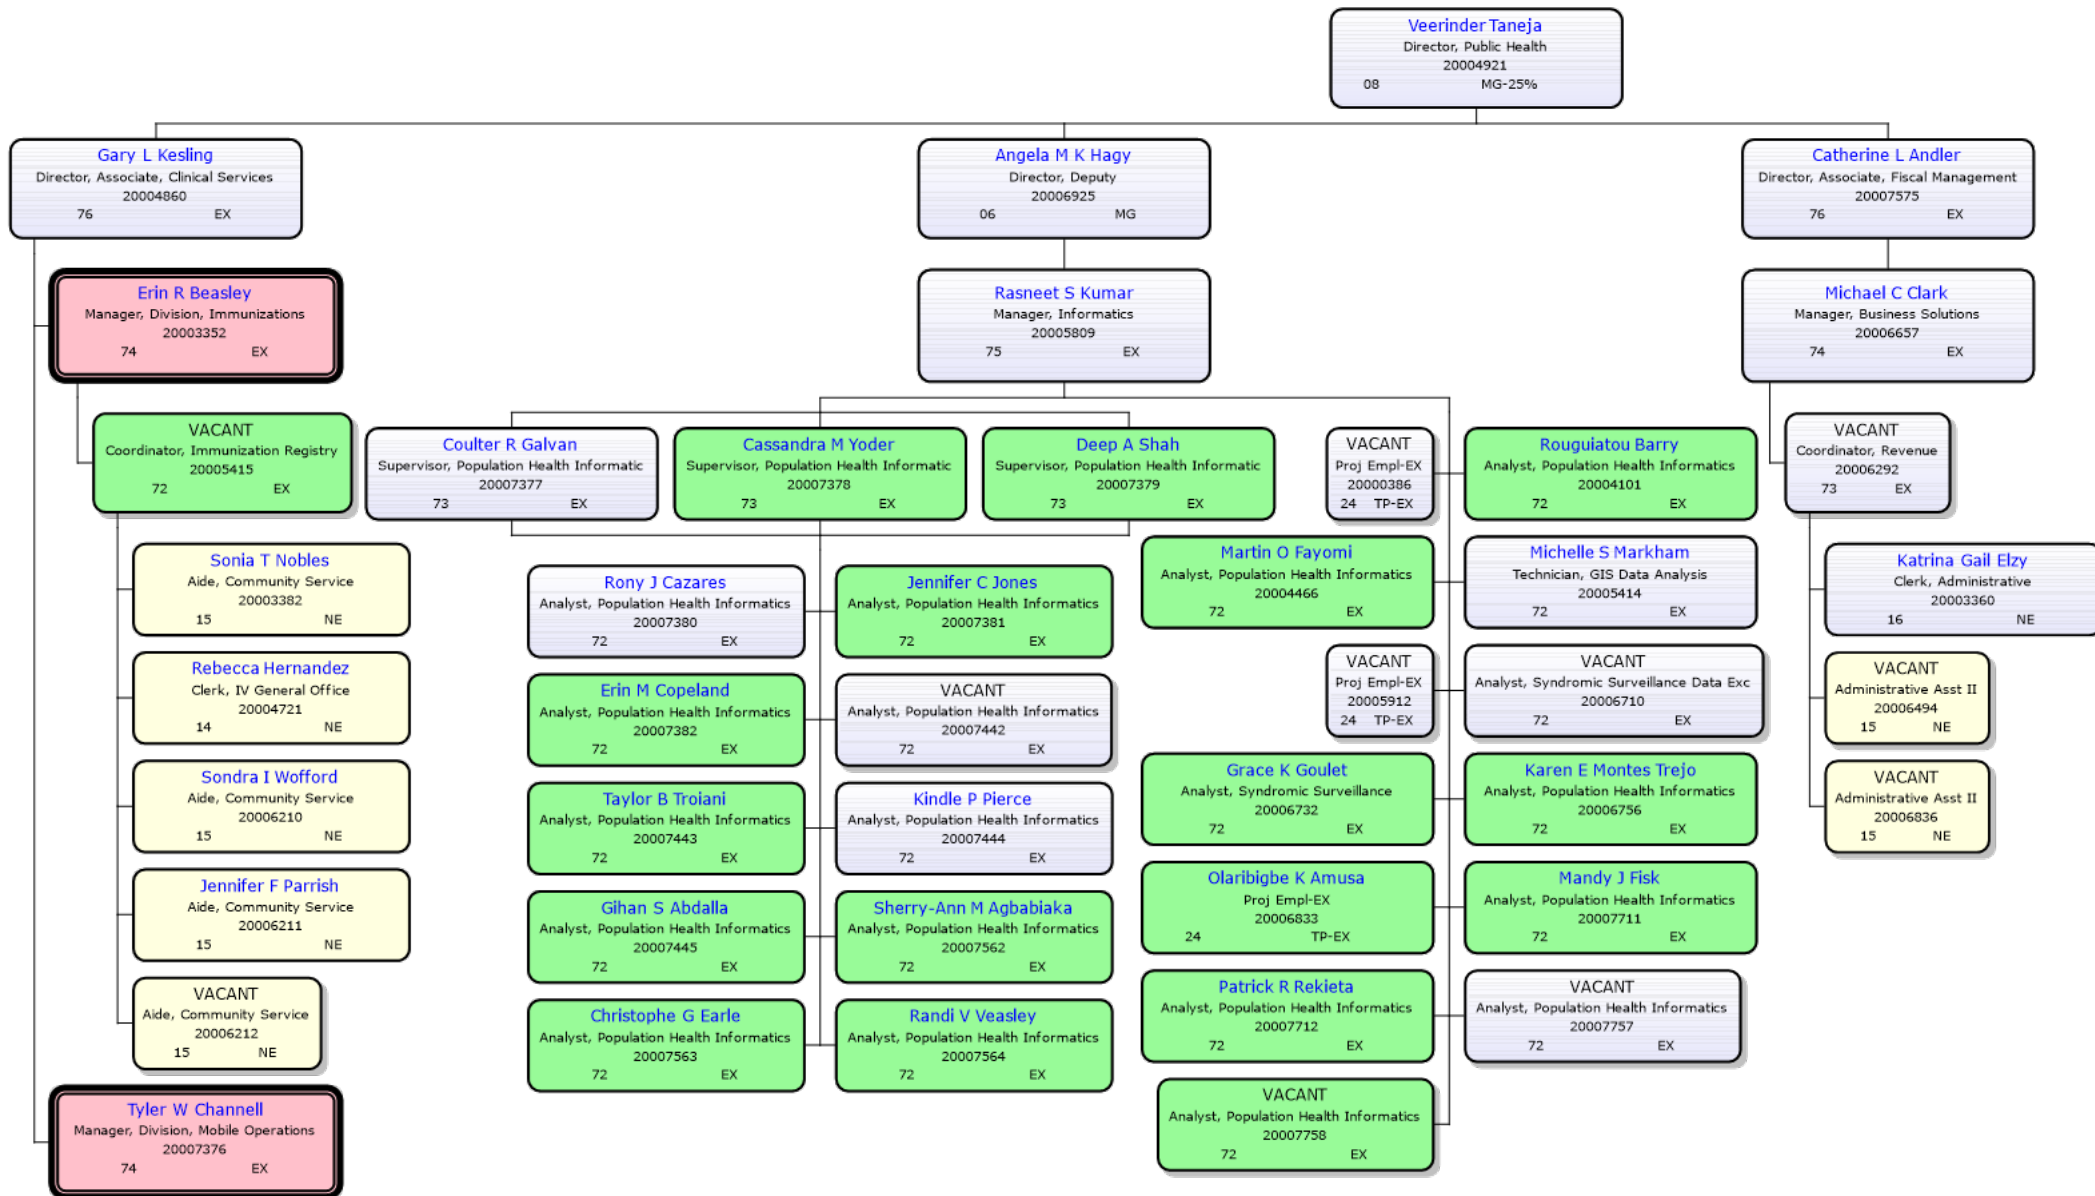 Veerinder Taneja
Director, Public Health
20004921
08 MG-25%
Gary L Kesling
Director, Associate, Clinical Services
20004860
76 EX
Angela M K Hagy
Director, Deputy
20006925
06 MG
Catherine L Andler
Director, Associate, Fiscal Management
20007575
76 EX
Erin R Beasley
Manager, Division, Immunizations
20003352
74 EX
Rasneet S Kumar
Manager, Informatics
20005809
75 EX
Michael C Clark
Manager, Business Solutions
20006657
74 EX
VACANT
Coordinator, Immunization Registry
20005415
72 EX
Sonia T Nobles
Aide, Community Service
20003382
15 NE
Rebecca Hernandez
Clerk, IV General Office
20004721
14 NE
Sondra I Wofford
Aide, Community Service
20006210
15 NE
Jennifer F Parrish
Aide, Community Service
20006211
15 NE
VACANT
Aide, Community Service
20006212
15 NE
Tyler W Channell
Manager, Division, Mobile Operations
20007376
74 EX
Coulter R Galvan
Supervisor, Population Health Informatic
20007377
73 EX
Cassandra M Yoder
Supervisor, Population Health Informatic
20007378
73 EX
Deep A Shah
Supervisor, Population Health Informatic
20007379
73 EX
Rony J Cazares
Analyst, Population Health Informatics
20007380
72 EX
Jennifer C Jones
Analyst, Population Health Informatics
20007381
72 EX
Erin M Copeland
Analyst, Population Health Informatics
20007382
72 EX
VACANT
Analyst, Population Health Informatics
20007442
72 EX
Taylor B Troiani
Analyst, Population Health Informatics
20007443
72 EX
Kindle P Pierce
Analyst, Population Health Informatics
20007444
72 EX
Gihan S Abdalla
Analyst, Population Health Informatics
20007445
72 EX
Sherry-Ann M Agbabiaka
Analyst, Population Health Informatics
20007562
72 EX
Christophe G Earle
Analyst, Population Health Informatics
20007563
72 EX
Randi V Veasley
Analyst, Population Health Informatics
20007564
72 EX
VACANT
Proj Empl-EX
20000386
24 TP-EX
Rouguiatou Barry
Analyst, Population Health Informatics
20004101
72 EX
Martin O Fayomi
Analyst, Population Health Informatics
20004466
72 EX
Michelle S Markham
Technician, GIS Data Analysis
20005414
72 EX
VACANT
Proj Empl-EX
20005912
24 TP-EX
VACANT
Analyst, Syndromic Surveillance Data Exc
20006710
72 EX
Grace K Goulet
Analyst, Syndromic Surveillance
20006732
72 EX
Karen E Montes Trejo
Analyst, Population Health Informatics
20006756
72 EX
Olaribigbe K Amusa
Proj Empl-EX
20006833
24 TP-EX
Mandy J Fisk
Analyst, Population Health Informatics
20007711
72 EX
Patrick R Rekieta
Analyst, Population Health Informatics
20007712
72 EX
VACANT
Analyst, Population Health Informatics
20007757
72 EX
VACANT
Analyst, Population Health Informatics
20007758
72 EX
VACANT
Coordinator, Revenue
20006292
73 EX
Katrina Gail Elzy
Clerk, Administrative
20003360
16 NE
VACANT
Administrative Asst II
20006494
15 NE
VACANT
Administrative Asst II
20006836
15 NE